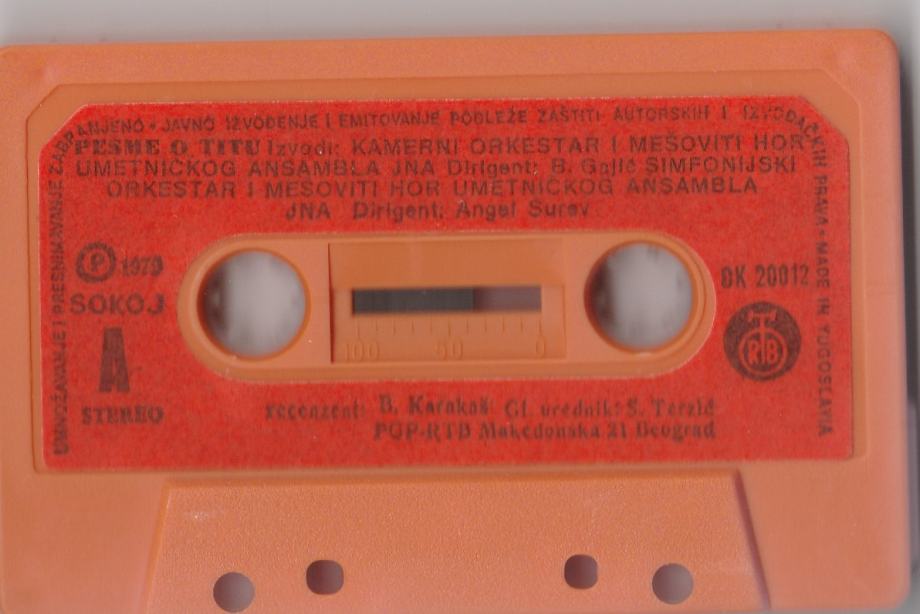 UMNOŽAVANJE I PRESNIMAVANJE ZABRANJENO • JAVNO IZVOĐENJE I EMITOVANJE PODLEŽE ZAŠTITI AUTORSKIH I IZVOĐAČKIH PRAVA • MADE IN YUGOSLAVIA
PESME O TITU Izvodi: KAMERNI ORKESTAR I MEŠOVITI HOR
UMETNIČKOG ANSAMBLA JNA Dirigent: B. Gajić SIMFONIJSKI
ORKESTAR I MEŠOVITI HOR UMETNIČKOG ANSAMBLA
JNA Dirigent: Angel Šurev
Ⓟ 1979
SOKOJ
A
STEREO
100 50 0
OK 20012
RTB
recenzent: B. Karakaš Gl. urednik: S. Terzić
PGP-RTB Makedonska 21 Beograd